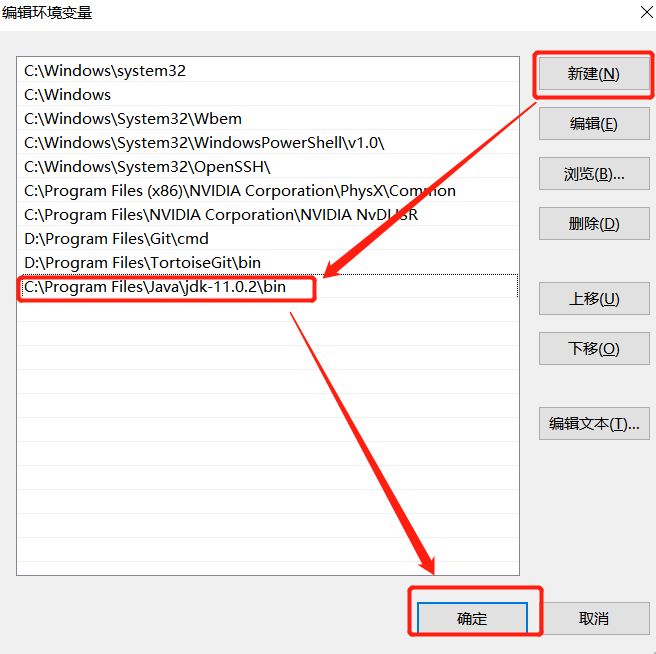 编辑环境变量
C:\Windows\system32
C:\Windows
C:\Windows\System32\Wbem
C:\Windows\System32\WindowsPowerShell\v1.0\
C:\Windows\System32\OpenSSH\
C:\Program Files (x86)\NVIDIA Corporation\PhysX\Common
C:\Program Files\NVIDIA Corporation\NVIDIA NvDLISR
D:\Program Files\Git\cmd
D:\Program Files\TortoiseGit\bin
C:\Program Files\Java\jdk-11.0.2\bin
新建(N)
编辑(E)
浏览(B)...
删除(D)
上移(U)
下移(O)
编辑文本(T)...
确定
取消